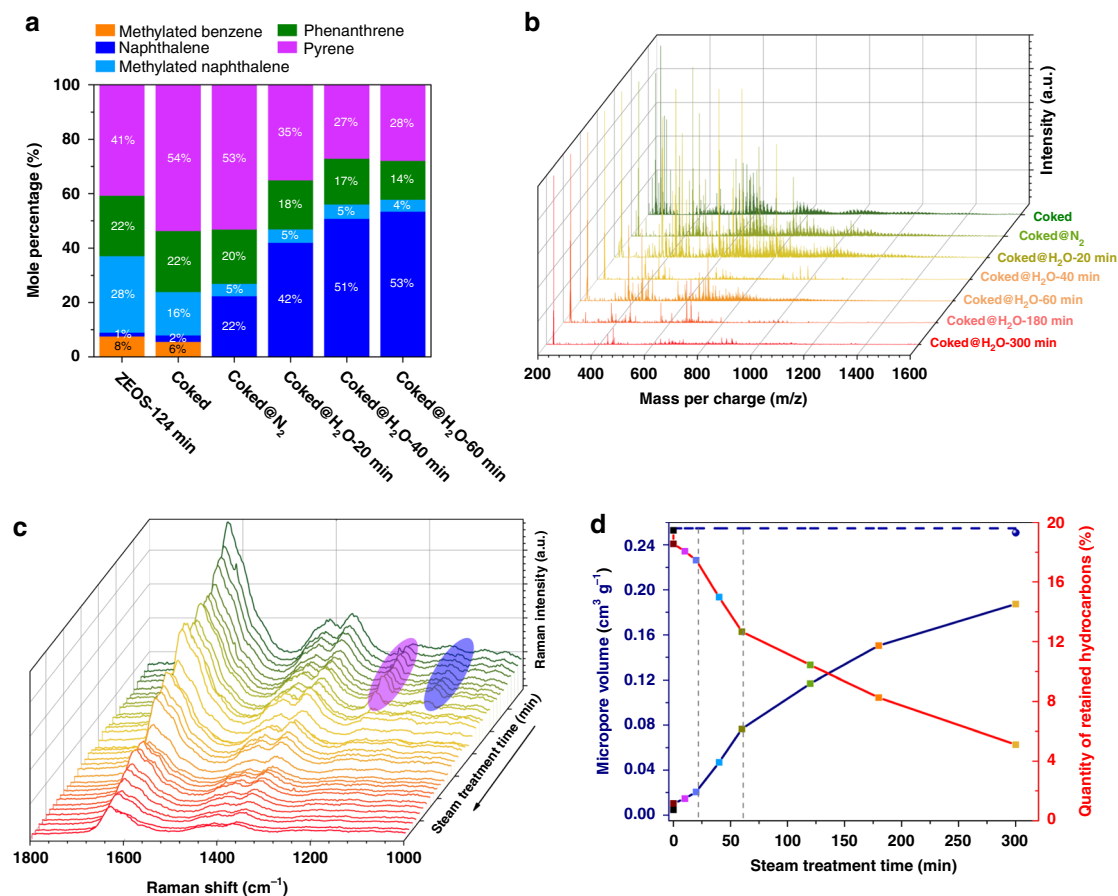 a
Methylated benzene
Naphthalene
Methylated naphthalene
Phenanthrene
Pyrene
Mole percentage (%)
100
80
60
40
20
0
41%
22%
28%
1%
8%
54%
22%
16%
2%
6%
53%
20%
5%
22%
35%
18%
5%
42%
27%
17%
5%
51%
28%
14%
4%
53%
ZEOS-124 min
Coked
Coked@N₂
Coked@H₂O-20 min
Coked@H₂O-40 min
Coked@H₂O-60 min
b
Intensity (a.u.)
Coked
Coked@N₂
Coked@H₂O-20 min
Coked@H₂O-40 min
Coked@H₂O-60 min
Coked@H₂O-180 min
Coked@H₂O-300 min
200 400 600 800 1000 1200 1400 1600
Mass per charge (m/z)
c
Raman intensity (a.u.)
Steam treatment time (min)
1800 1600 1400 1200 1000
Raman shift (cm⁻¹)
d
Micropore volume (cm³ g⁻¹)
0.24
0.20
0.16
0.12
0.08
0.04
0.00
20
16
12
8
4
0
Quantity of retained hydrocarbons (%)
0 50 100 150 200 250 300
Steam treatment time (min)